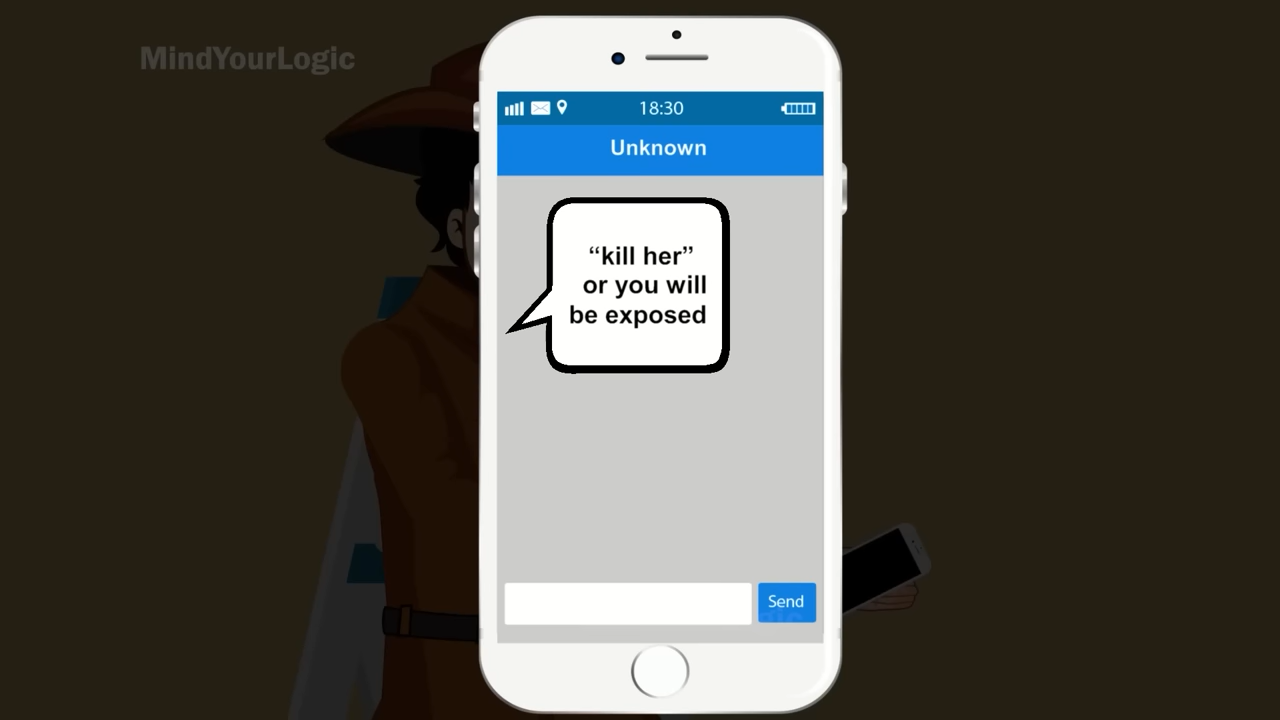 MindYourLogic
18:30
Unknown
“kill her”
or you will
be exposed
Send